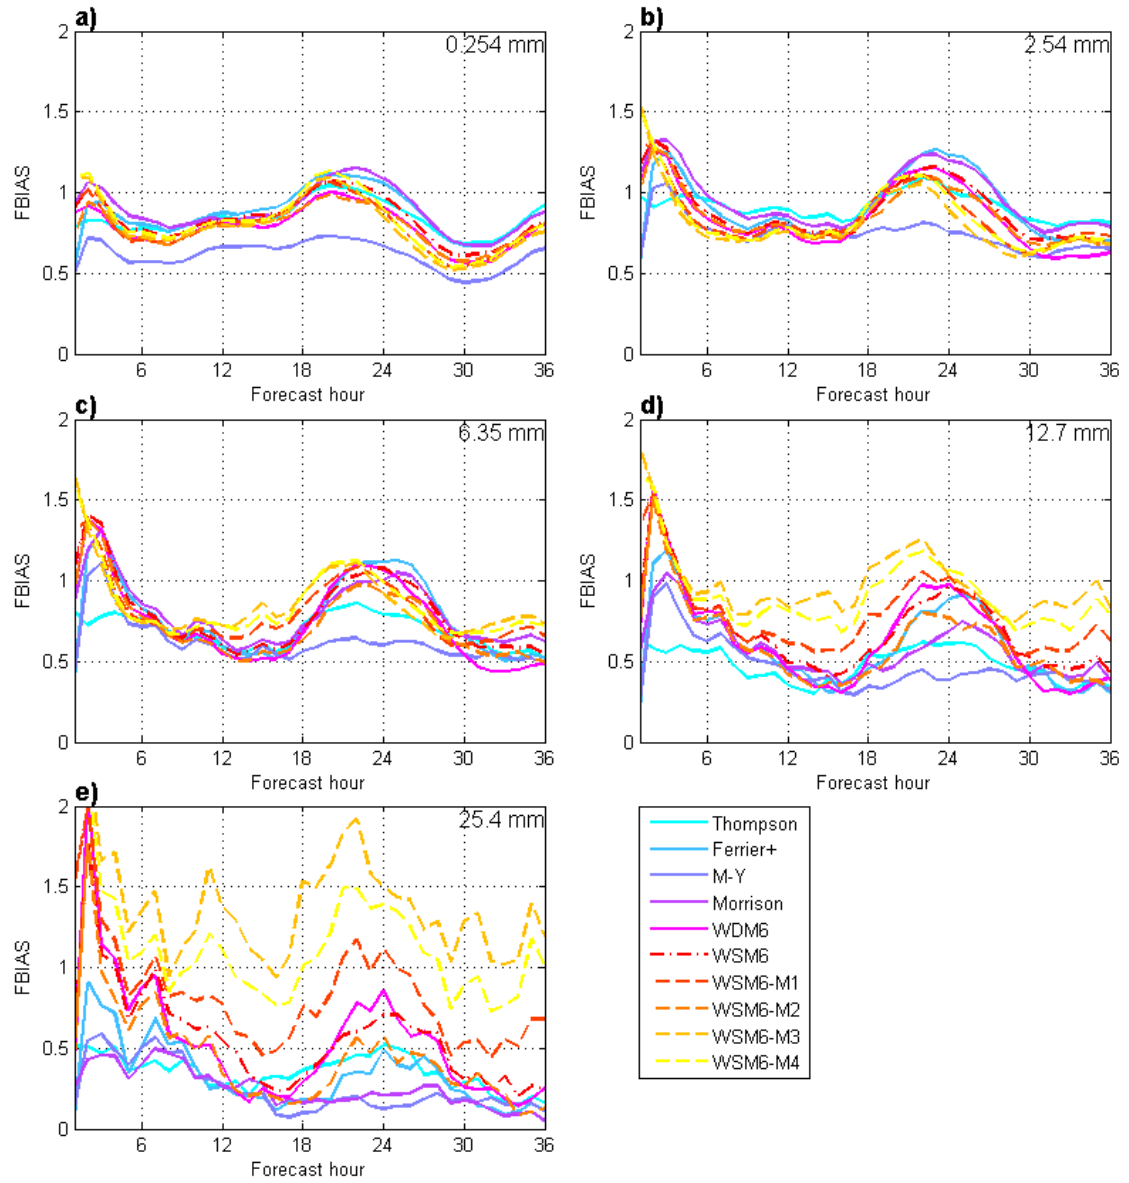 a)
0.254 mm
2
1.5
1
0.5
0
FBIAS
6 12 18 24 30 36
Forecast hour
b)
2.54 mm
2
1.5
1
0.5
0
FBIAS
6 12 18 24 30 36
Forecast hour
c)
6.35 mm
2
1.5
1
0.5
0
FBIAS
6 12 18 24 30 36
Forecast hour
d)
12.7 mm
2
1.5
1
0.5
0
FBIAS
6 12 18 24 30 36
Forecast hour
e)
25.4 mm
2
1.5
1
0.5
0
FBIAS
6 12 18 24 30 36
Forecast hour
Thompson
Ferrier+
M-Y
Morrison
WDM6
WSM6
WSM6-M1
WSM6-M2
WSM6-M3
WSM6-M4